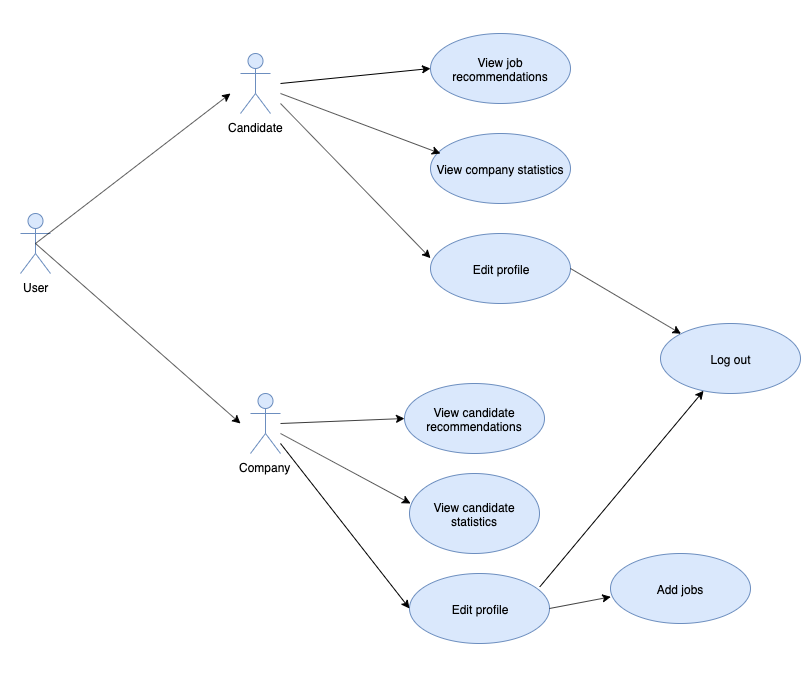 View job
recommendations
Candidate
View company statistics
User
Edit profile
Log out
View candidate
recommendations
Company
View candidate
statistics
Edit profile
Add jobs